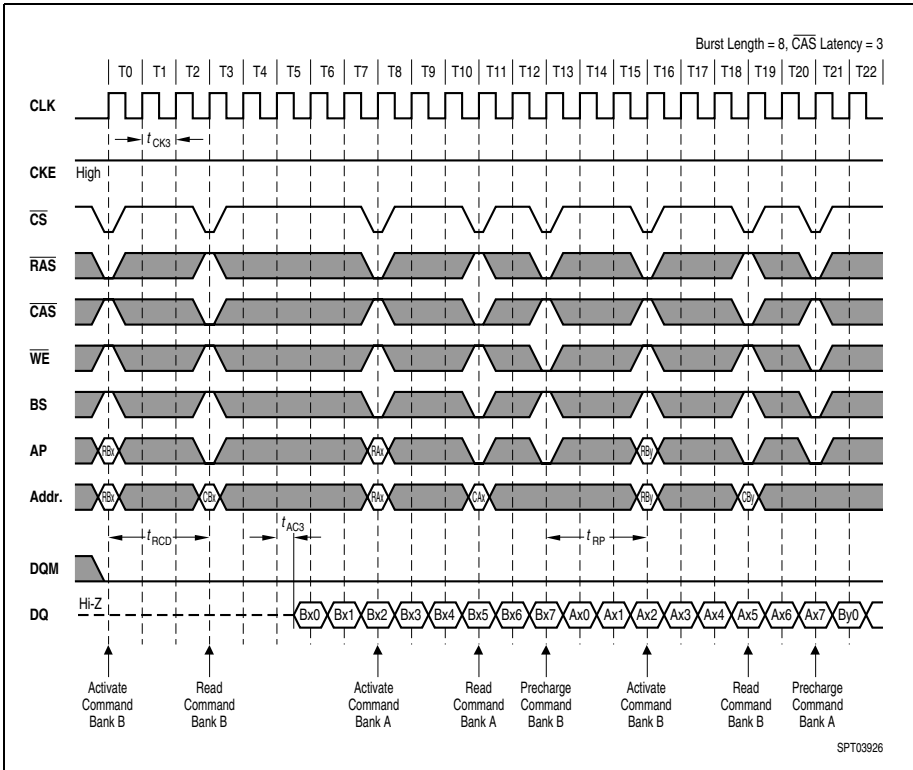 Burst Length = 8, CAS Latency = 3
T0 T1 T2 T3 T4 T5 T6 T7 T8 T9 T10 T11 T12 T13 T14 T15 T16 T17 T18 T19 T20 T21 T22
CLK
tCK3
CKE High
CS
RAS
CAS
WE
BS
AP RBx RAx RBy
Addr. RBx CBx RAx CAx RBy CBy
tRCD tAC3 tRP
DQM
DQ Hi-Z Bx0 Bx1 Bx2 Bx3 Bx4 Bx5 Bx6 Bx7 Ax0 Ax1 Ax2 Ax3 Ax4 Ax5 Ax6 Ax7 By0
Activate Command Bank B
Read Command Bank B
Activate Command Bank A
Read Command Bank A
Precharge Command Bank B
Activate Command Bank B
Read Command Bank B
Precharge Command Bank A
SPT03926